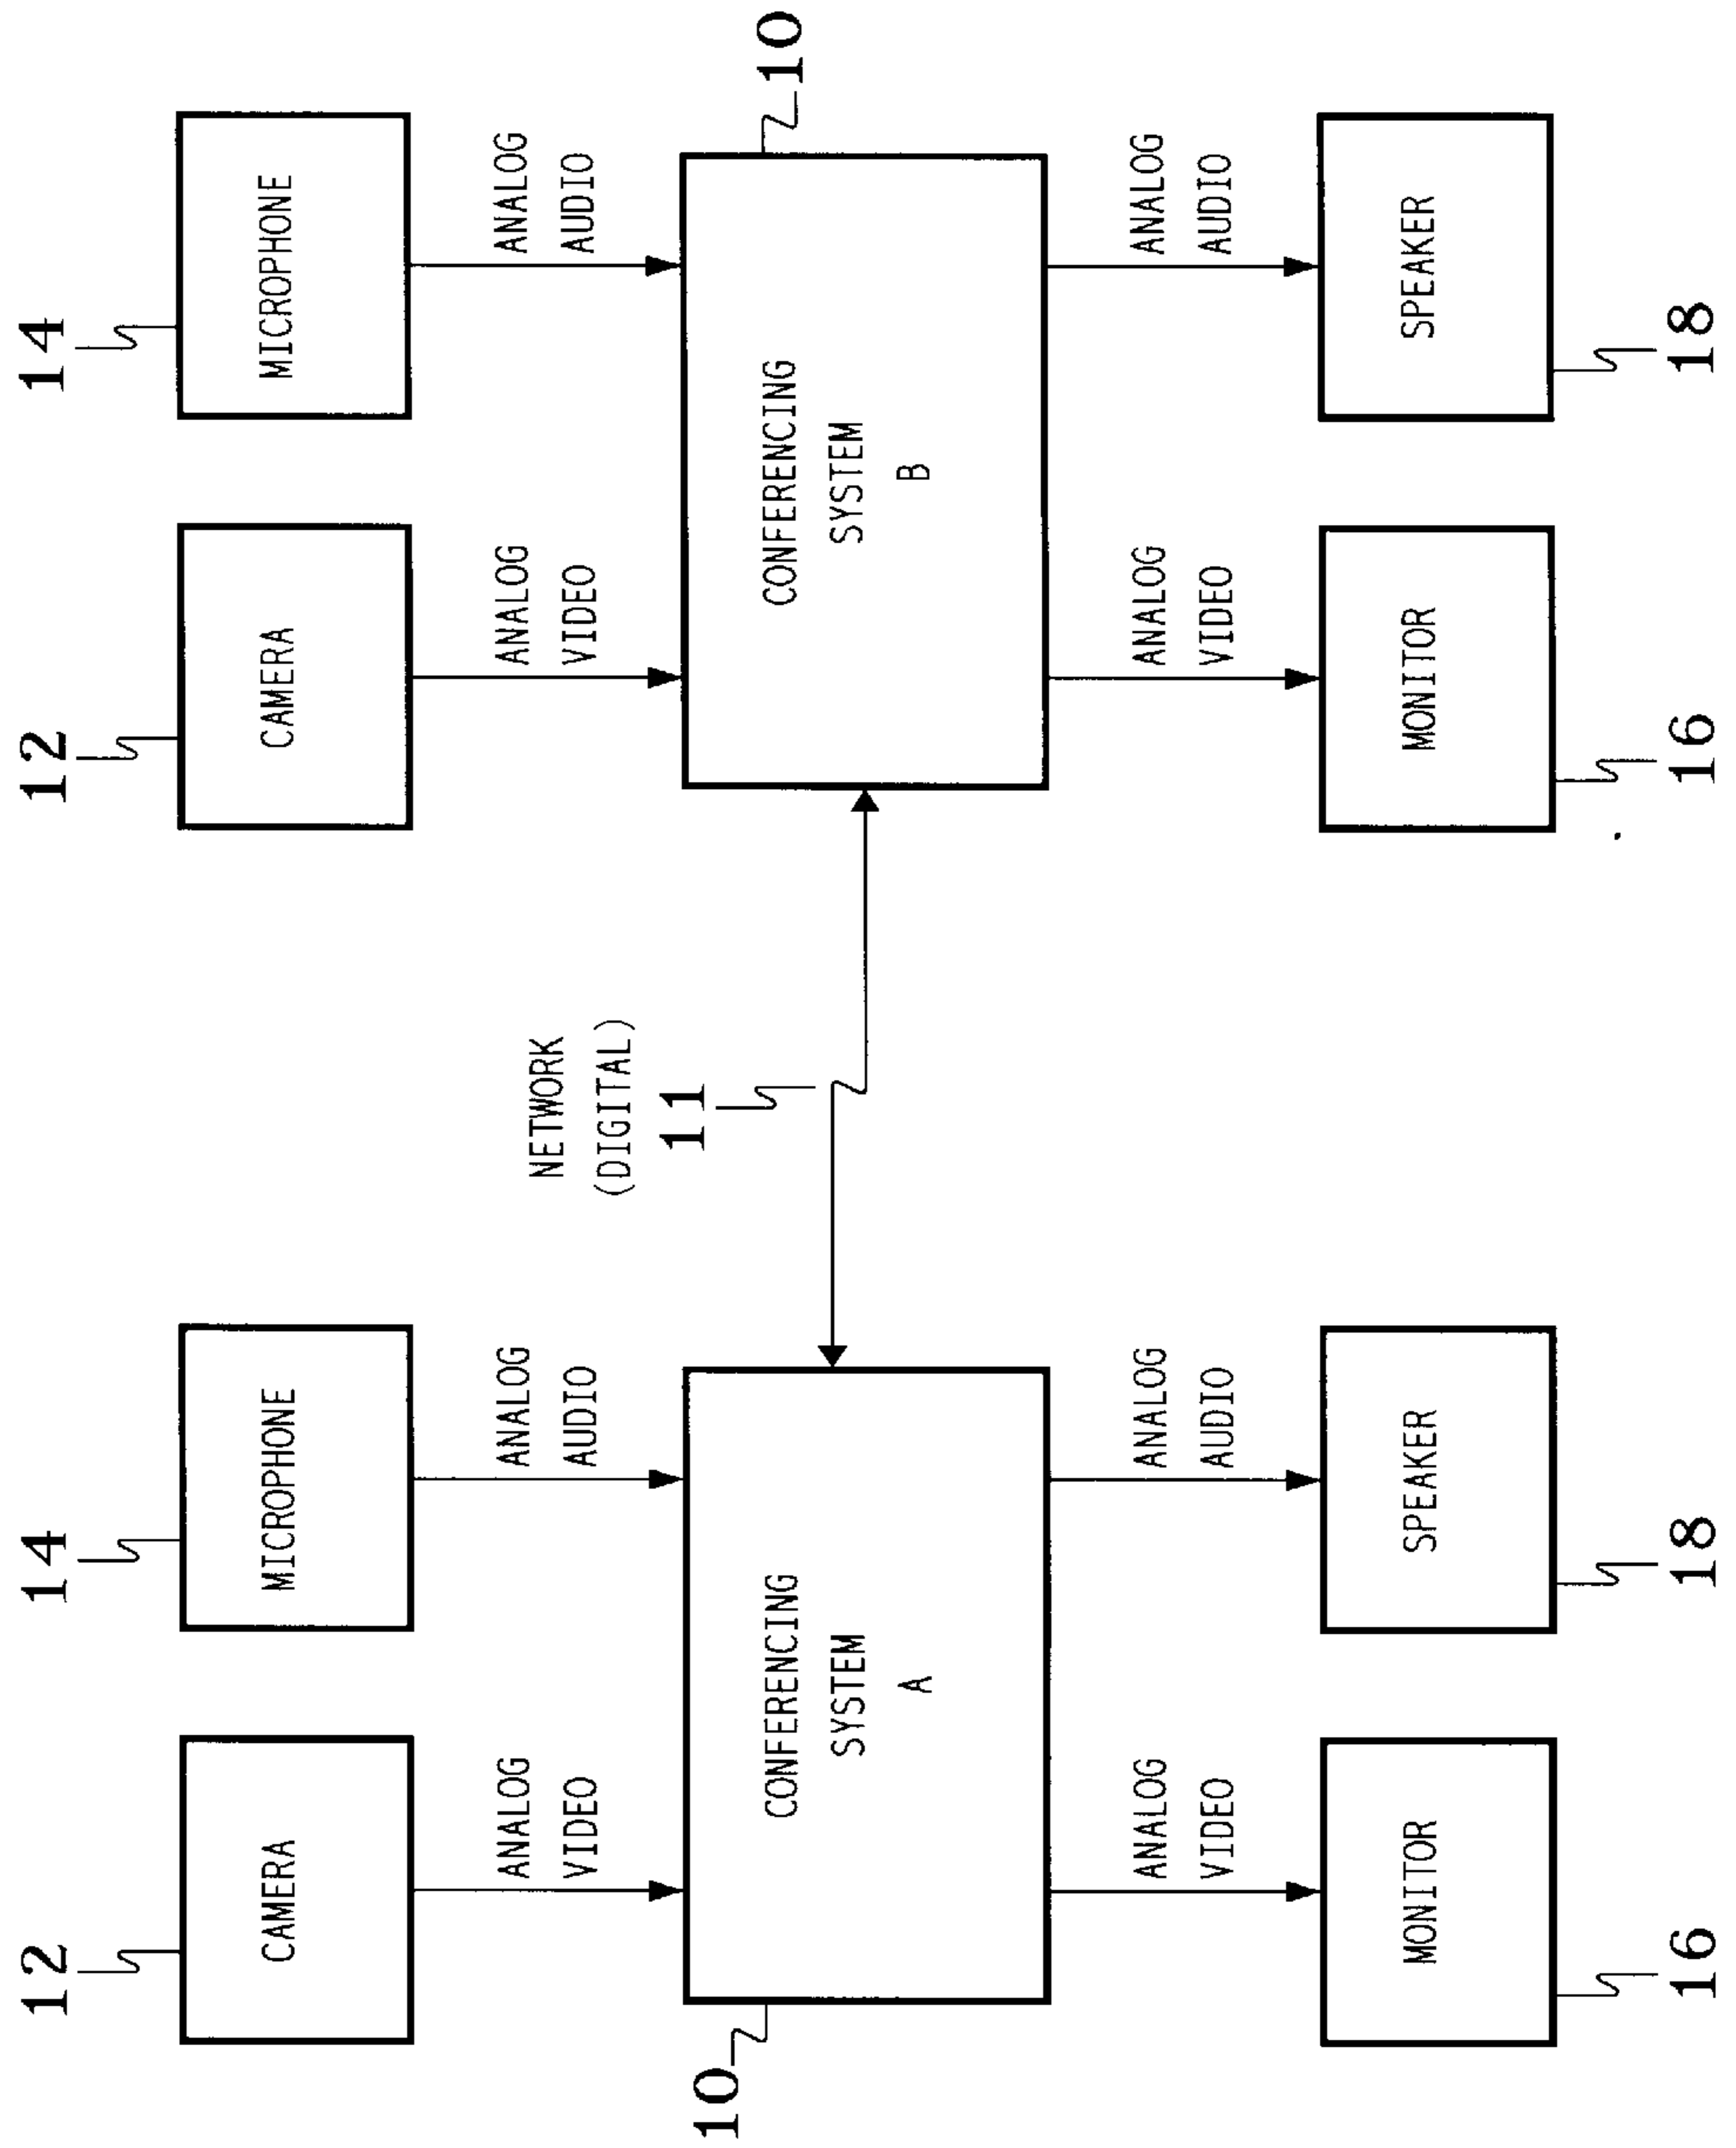 12
14
CAMERA
MICROPHONE
ANALOG
VIDEO
ANALOG
AUDIO
10
CONFERENCING
SYSTEM
A
ANALOG
VIDEO
ANALOG
AUDIO
MONITOR
SPEAKER
16
18
NETWORK
(DIGITAL)
11
12
14
CAMERA
MICROPHONE
ANALOG
VIDEO
ANALOG
AUDIO
10
CONFERENCING
SYSTEM
B
ANALOG
VIDEO
ANALOG
AUDIO
MONITOR
SPEAKER
16
18